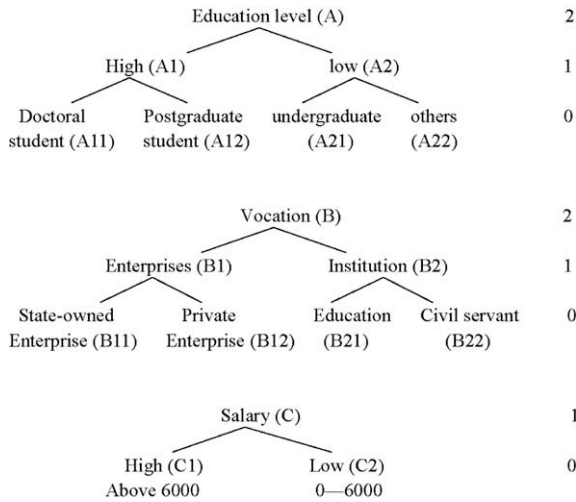 Education level (A) 2
High (A1) low (A2) 1
Doctoral Postgraduate undergraduate others 0
student (A11) student (A12) (A21) (A22)
Vocation (B) 2
Enterprises (B1) Institution (B2) 1
State-owned Private Education Civil servant 0
Enterprise (B11) Enterprise (B12) (B21) (B22)
Salary (C) 1
High (C1) Low (C2) 0
Above 6000 0—6000